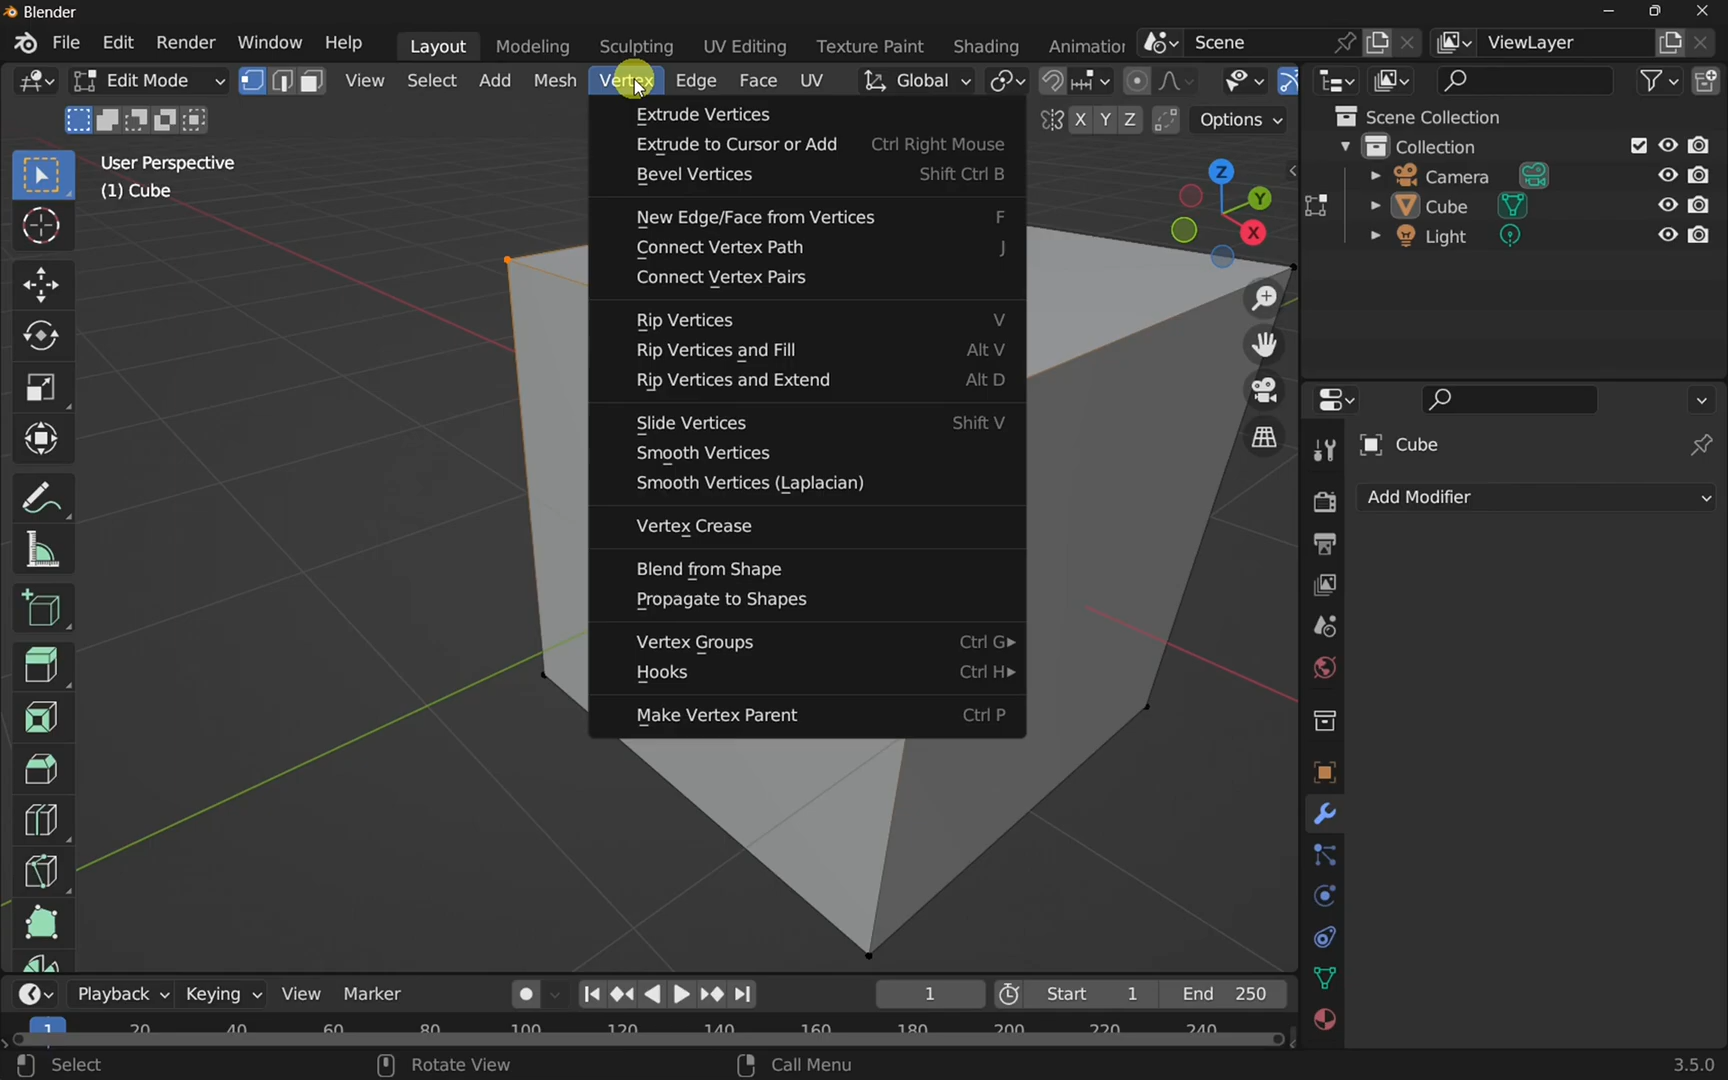 Blender
File Edit Render Window Help Layout Modeling Sculpting UV Editing Texture Paint Shading Animation Scene ViewLayer
Edit Mode View Select Add Mesh Vertex Edge Face UV Global
X Y Z Options
User Perspective
(1) Cube
Extrude Vertices
Extrude to Cursor or Add Ctrl Right Mouse
Bevel Vertices Shift Ctrl B
New Edge/Face from Vertices F
Connect Vertex Path J
Connect Vertex Pairs
Rip Vertices V
Rip Vertices and Fill Alt V
Rip Vertices and Extend Alt D
Slide Vertices Shift V
Smooth Vertices
Smooth Vertices (Laplacian)
Vertex Crease
Blend from Shape
Propagate to Shapes
Vertex Groups Ctrl G
Hooks Ctrl H
Make Vertex Parent Ctrl P
Z
Y
X
Scene Collection
Collection
Camera
Cube
Light
Cube
Add Modifier
Playback Keying View Marker 1 Start 1 End 250
1 20 40 60 80 100 120 140 160 180 200 220 240
Select Rotate View Call Menu 3.5.0